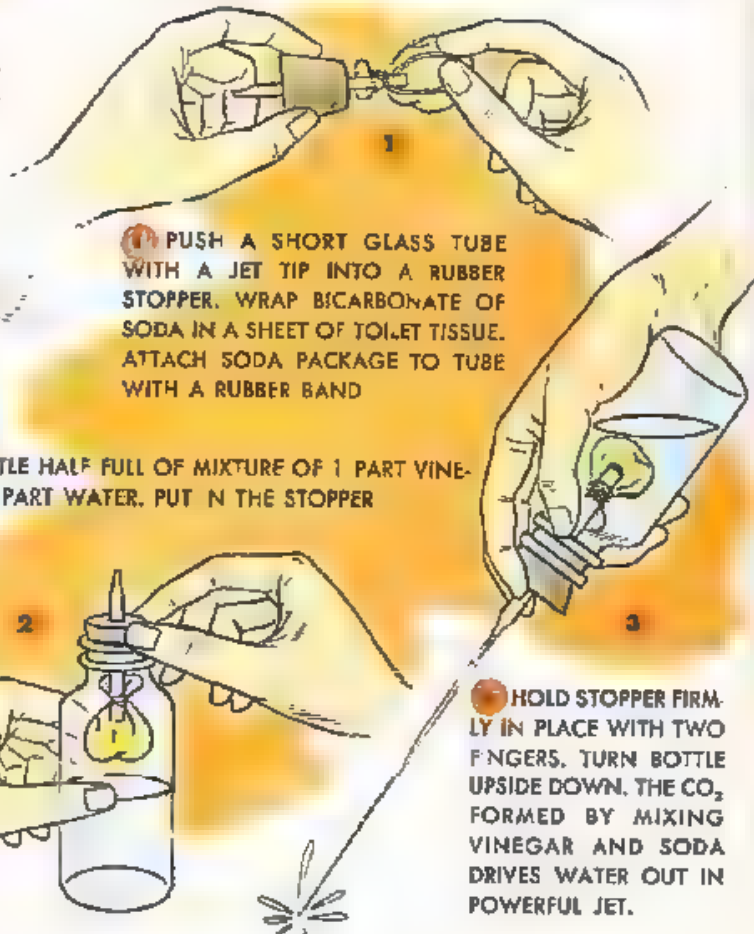 1
1 PUSH A SHORT GLASS TUBE
WITH A JET TIP INTO A RUBBER
STOPPER. WRAP BICARBONATE OF
SODA IN A SHEET OF TOILET TISSUE.
ATTACH SODA PACKAGE TO TUBE
WITH A RUBBER BAND
TLE HALF FULL OF MIXTURE OF 1 PART VINE-
PART WATER. PUT IN THE STOPPER
2
3
HOLD STOPPER FIRM-
LY IN PLACE WITH TWO
FINGERS. TURN BOTTLE
UPSIDE DOWN. THE CO₂
FORMED BY MIXING
VINEGAR AND SODA
DRIVES WATER OUT IN
POWERFUL JET.